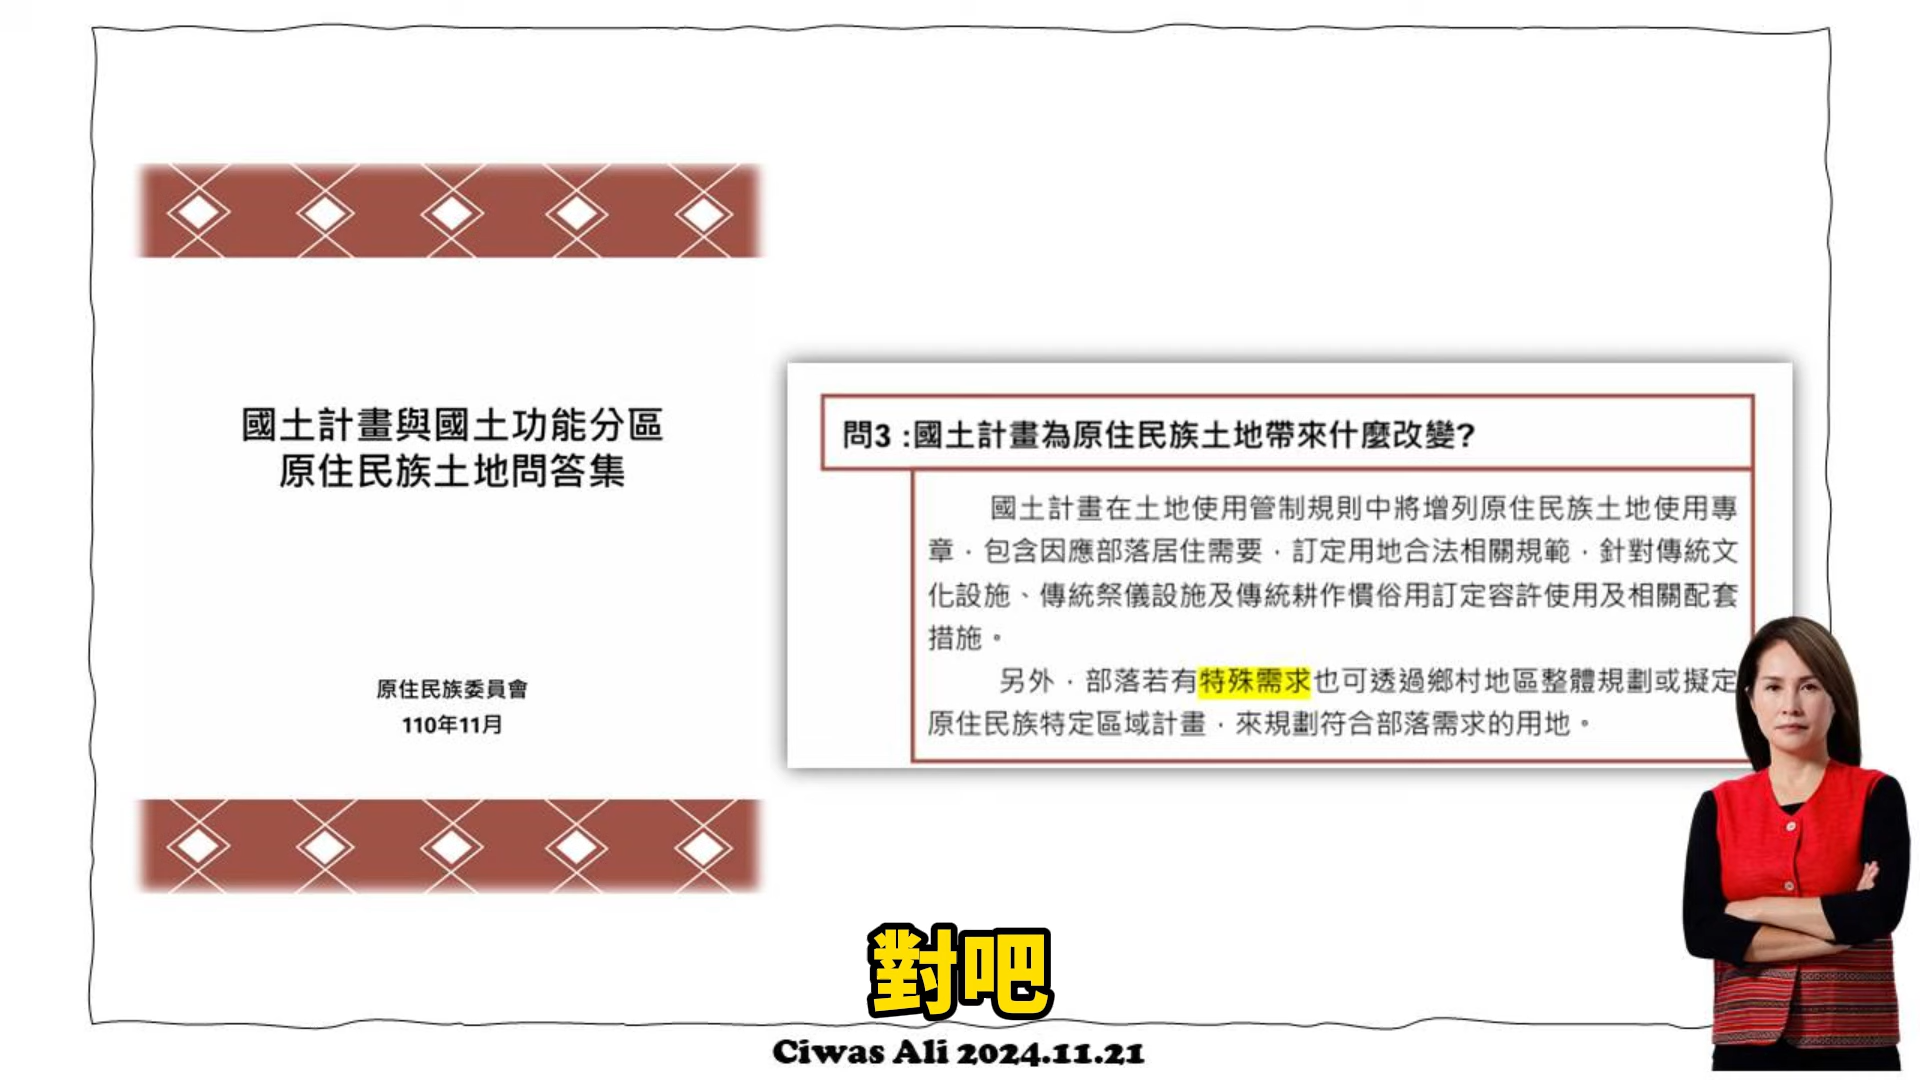 國土計畫與國土功能分區
原住民族土地問答集
原住民族委員會
110年11月
問3 :國土計畫為原住民族土地帶來什麼改變?
國土計畫在土地使用管制規則中將增列原住民族土地使用專
章，包含因應部落居住需要，訂定用地合法相關規範，針對傳統文
化設施、傳統祭儀設施及傳統耕作慣俗用訂定容許使用及相關配套
措施。
另外，部落若有特殊需求也可透過鄉村地區整體規劃或擬定
原住民族特定區域計畫，來規劃符合部落需求的用地。
對吧
Ciwas Ali 2024.11.21